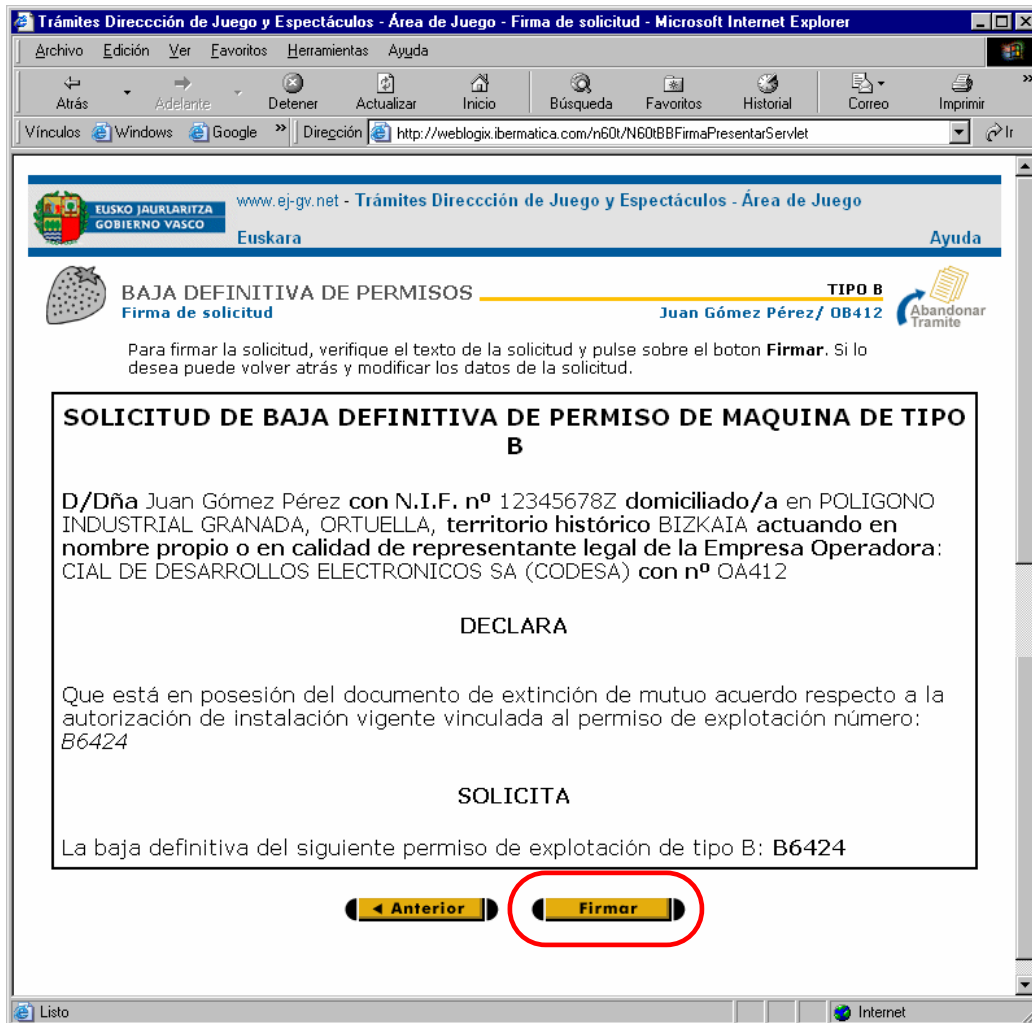 Trámites Direccción de Juego y Espectáculos - Área de Juego - Firma de solicitud - Microsoft Internet Explorer
Archivo Edición Ver Favoritos Herramientas Ayuda
Atrás Adelante Detener Actualizar Inicio Búsqueda Favoritos Historial Correo Imprimir »
Vínculos Windows Google » Dirección http://weblogix.ibermatica.com/n60t/N60tBBFirmaPresentarServlet Ir
EUSKO JAURLARITZA
GOBIERNO VASCO
www.ej-gv.net - Trámites Direccción de Juego y Espectáculos - Área de Juego
Euskara Ayuda
BAJA DEFINITIVA DE PERMISOS TIPO B
Firma de solicitud Juan Gómez Pérez/ OB412
Abandonar
Tramite
Para firmar la solicitud, verifique el texto de la solicitud y pulse sobre el boton Firmar. Si lo
desea puede volver atrás y modificar los datos de la solicitud.
SOLICITUD DE BAJA DEFINITIVA DE PERMISO DE MAQUINA DE TIPO
B
D/Dña Juan Gómez Pérez con N.I.F. nº 12345678Z domiciliado/a en POLIGONO
INDUSTRIAL GRANADA, ORTUELLA, territorio histórico BIZKAIA actuando en
nombre propio o en calidad de representante legal de la Empresa Operadora:
CIAL DE DESARROLLOS ELECTRONICOS SA (CODESA) con nº OA412
DECLARA
Que está en posesión del documento de extinción de mutuo acuerdo respecto a la
autorización de instalación vigente vinculada al permiso de explotación número:
B6424
SOLICITA
La baja definitiva del siguiente permiso de explotación de tipo B: B6424
Anterior Firmar
Listo Internet